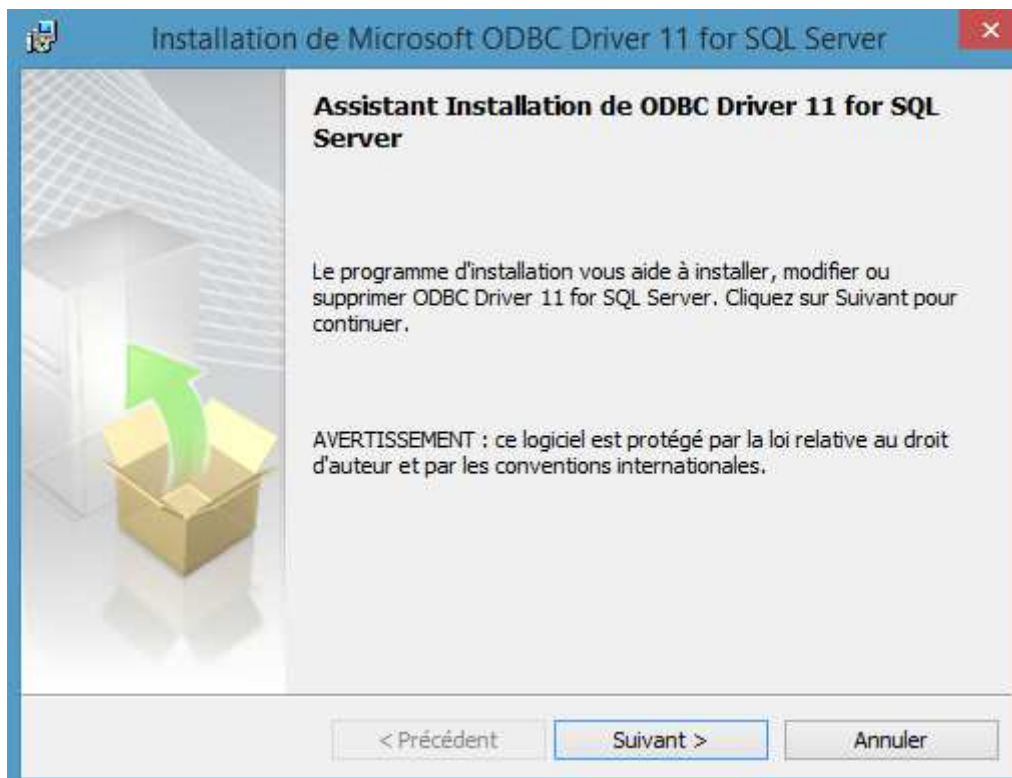 Installation de Microsoft ODBC Driver 11 for SQL Server
Assistant Installation de ODBC Driver 11 for SQL
Server
Le programme d'installation vous aide à installer, modifier ou
supprimer ODBC Driver 11 for SQL Server. Cliquez sur Suivant pour
continuer.
AVERTISSEMENT : ce logiciel est protégé par la loi relative au droit
d'auteur et par les conventions internationales.
< Précédent
Suivant >
Annuler